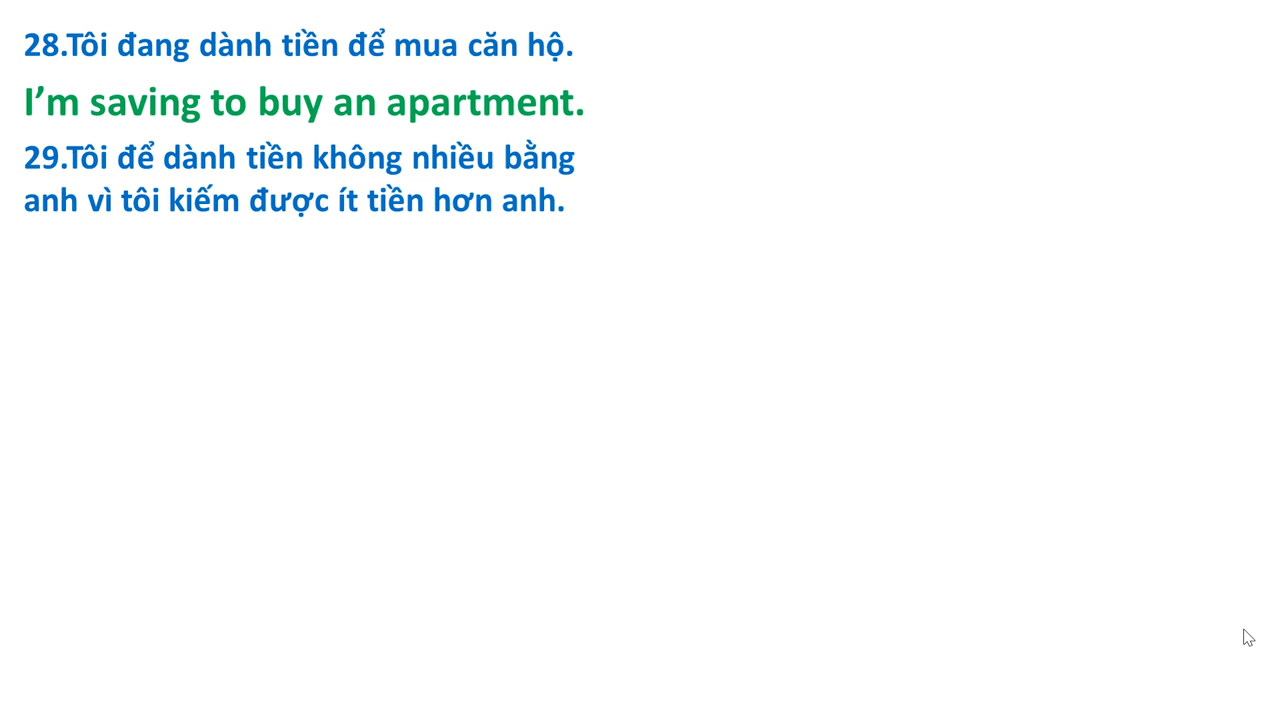 28.Tôi đang dành tiền để mua căn hộ.
I’m saving to buy an apartment.
29.Tôi để dành tiền không nhiều bằng
anh vì tôi kiếm được ít tiền hơn anh.